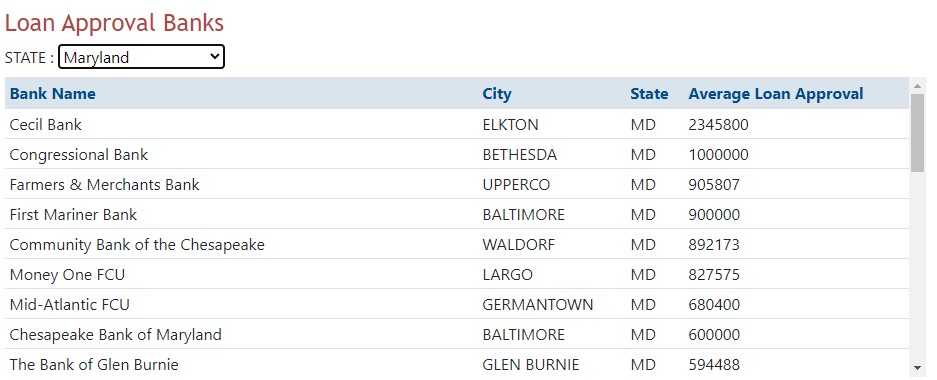 Loan Approval Banks
STATE : Maryland
Bank Name City State Average Loan Approval
Cecil Bank ELKTON MD 2345800
Congressional Bank BETHESDA MD 1000000
Farmers & Merchants Bank UPPERCO MD 905807
First Mariner Bank BALTIMORE MD 900000
Community Bank of the Chesapeake WALDORF MD 892173
Money One FCU LARGO MD 827575
Mid-Atlantic FCU GERMANTOWN MD 680400
Chesapeake Bank of Maryland BALTIMORE MD 600000
The Bank of Glen Burnie GLEN BURNIE MD 594488